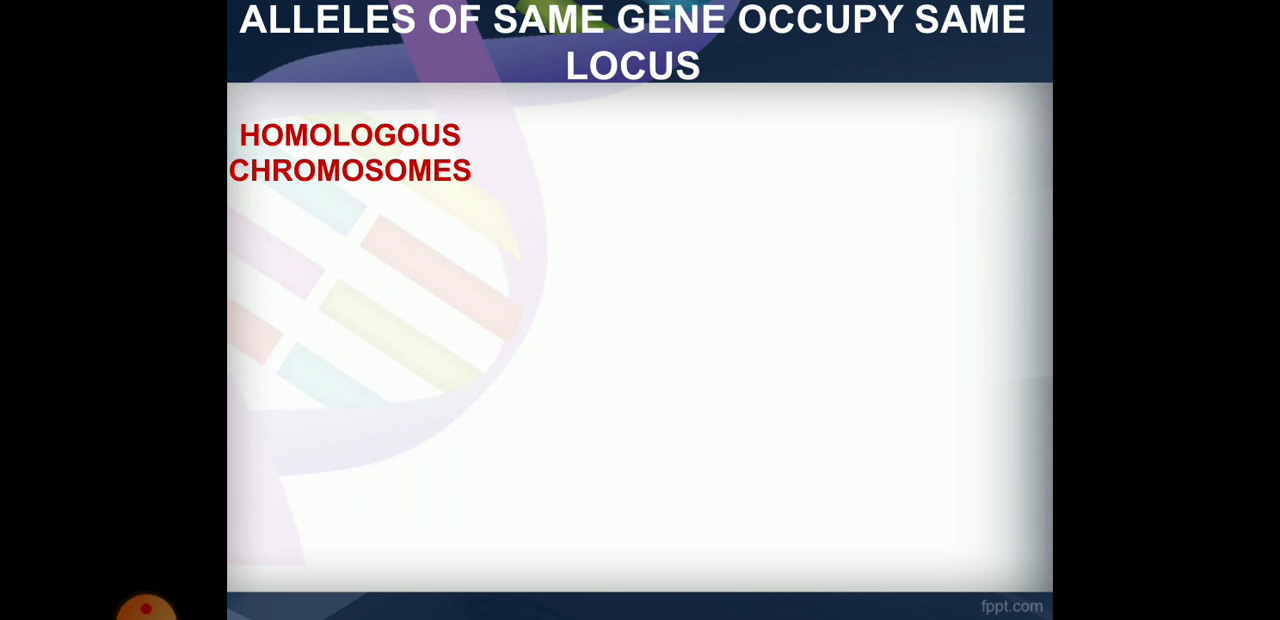 ALLELES OF SAME GENE OCCUPY SAME
LOCUS
HOMOLOGOUS
CHROMOSOMES
fppt.com